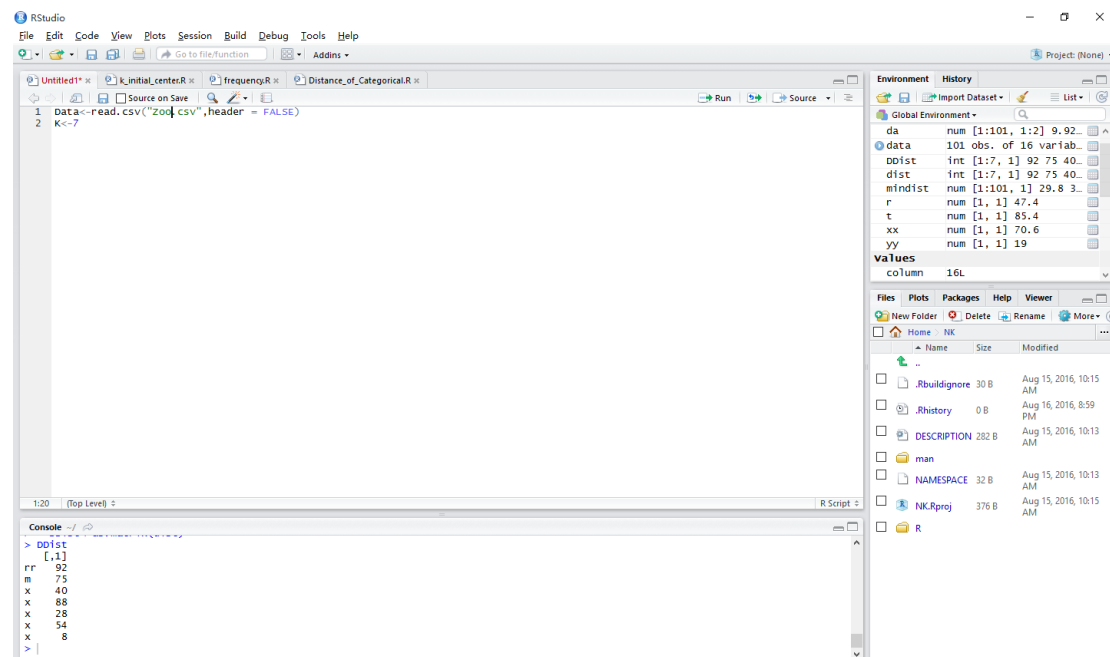 RStudio
File Edit Code View Plots Session Build Debug Tools Help
Go to file/function Addins Project: (None)
Untitled1* k_initial_center.R frequency.R Distance_of_Categorical.R
Source on Save Run Source
1 Data<-read.csv("Zoo.csv",header = FALSE)
2 K<-7
1:20 (Top Level) R Script
Console ~/
> DDist
[,1]
rr 92
m 75
x 40
x 88
x 28
x 54
x 8
>
Environment History
Import Dataset List
Global Environment
da num [1:101, 1:2] 9.92…
data 101 obs. of 16 variab…
DDist int [1:7, 1] 92 75 40…
dist int [1:7, 1] 92 75 40…
mindist num [1:101, 1] 29.8 3…
r num [1, 1] 47.4
t num [1, 1] 85.4
xx num [1, 1] 70.6
yy num [1, 1] 19
Values
column 16L
Files Plots Packages Help Viewer
New Folder Delete Rename More
Home NK
Name Size Modified
..
.Rbuildignore 30 B Aug 15, 2016, 10:15 AM
.Rhistory 0 B Aug 16, 2016, 8:59 PM
DESCRIPTION 282 B Aug 15, 2016, 10:13 AM
man
NAMESPACE 32 B Aug 15, 2016, 10:13 AM
NK.Rproj 376 B Aug 15, 2016, 10:15 AM
R